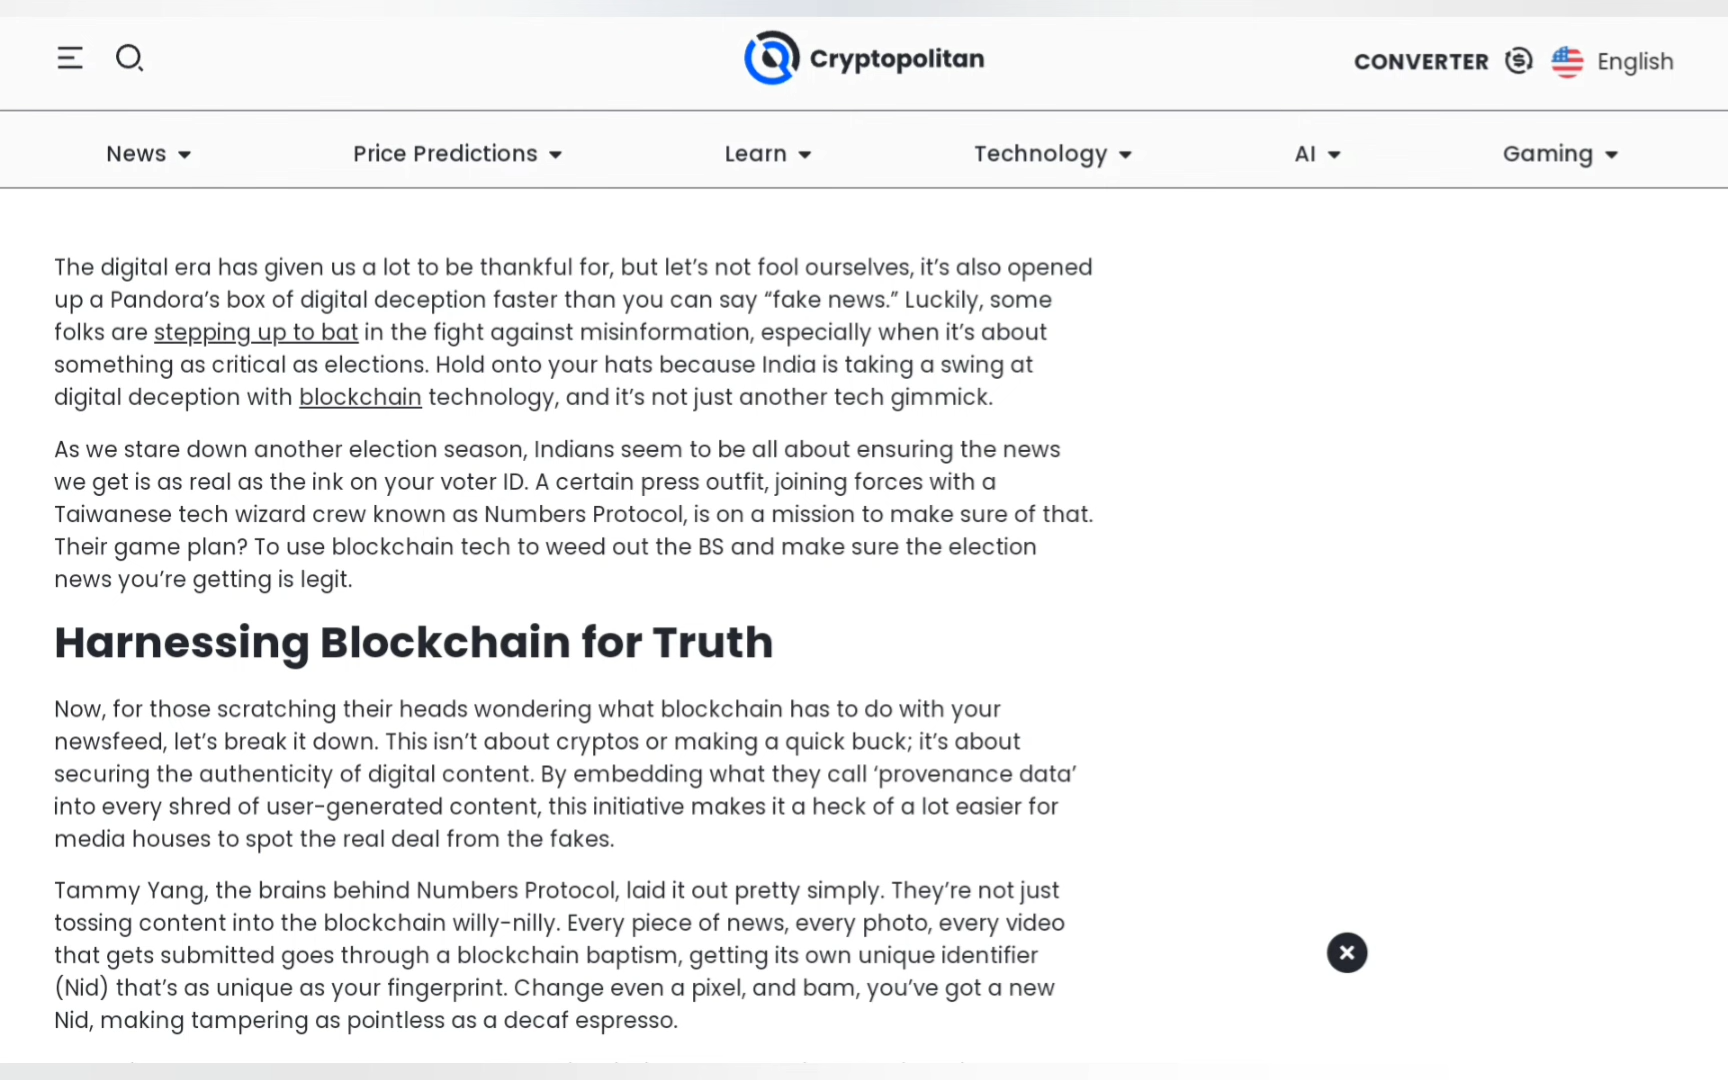 Cryptopolitan
CONVERTER English
News Price Predictions Learn Technology AI Gaming
The digital era has given us a lot to be thankful for, but let’s not fool ourselves, it’s also opened
up a Pandora’s box of digital deception faster than you can say “fake news.” Luckily, some
folks are stepping up to bat in the fight against misinformation, especially when it’s about
something as critical as elections. Hold onto your hats because India is taking a swing at
digital deception with blockchain technology, and it’s not just another tech gimmick.
As we stare down another election season, Indians seem to be all about ensuring the news
we get is as real as the ink on your voter ID. A certain press outfit, joining forces with a
Taiwanese tech wizard crew known as Numbers Protocol, is on a mission to make sure of that.
Their game plan? To use blockchain tech to weed out the BS and make sure the election
news you’re getting is legit.
Harnessing Blockchain for Truth
Now, for those scratching their heads wondering what blockchain has to do with your
newsfeed, let’s break it down. This isn’t about cryptos or making a quick buck; it’s about
securing the authenticity of digital content. By embedding what they call ‘provenance data’
into every shred of user-generated content, this initiative makes it a heck of a lot easier for
media houses to spot the real deal from the fakes.
Tammy Yang, the brains behind Numbers Protocol, laid it out pretty simply. They’re not just
tossing content into the blockchain willy-nilly. Every piece of news, every photo, every video
that gets submitted goes through a blockchain baptism, getting its own unique identifier
(Nid) that’s as unique as your fingerprint. Change even a pixel, and bam, you’ve got a new
Nid, making tampering as pointless as a decaf espresso.